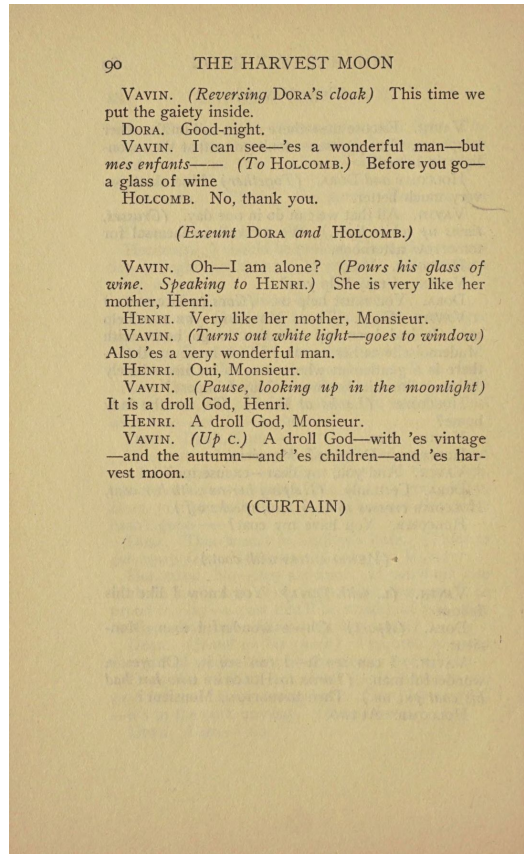 90 THE HARVEST MOON
VAVIN. (Reversing DORA'S cloak) This time we
put the gaiety inside.
DORA. Good-night.
VAVIN. I can see—'es a wonderful man—but
mes enfants—— (To HOLCOMB.) Before you go—
a glass of wine
HOLCOMB. No, thank you.
(Exeunt DORA and HOLCOMB.)
VAVIN. Oh—I am alone? (Pours his glass of
wine. Speaking to HENRI.) She is very like her
mother, Henri.
HENRI. Very like her mother, Monsieur.
VAVIN. (Turns out white light—goes to window)
Also 'es a very wonderful man.
HENRI. Oui, Monsieur.
VAVIN. (Pause, looking up in the moonlight)
It is a droll God, Henri.
HENRI. A droll God, Monsieur.
VAVIN. (Up C.) A droll God—with 'es vintage
—and the autumn—and 'es children—and 'es har-
vest moon.
(CURTAIN)